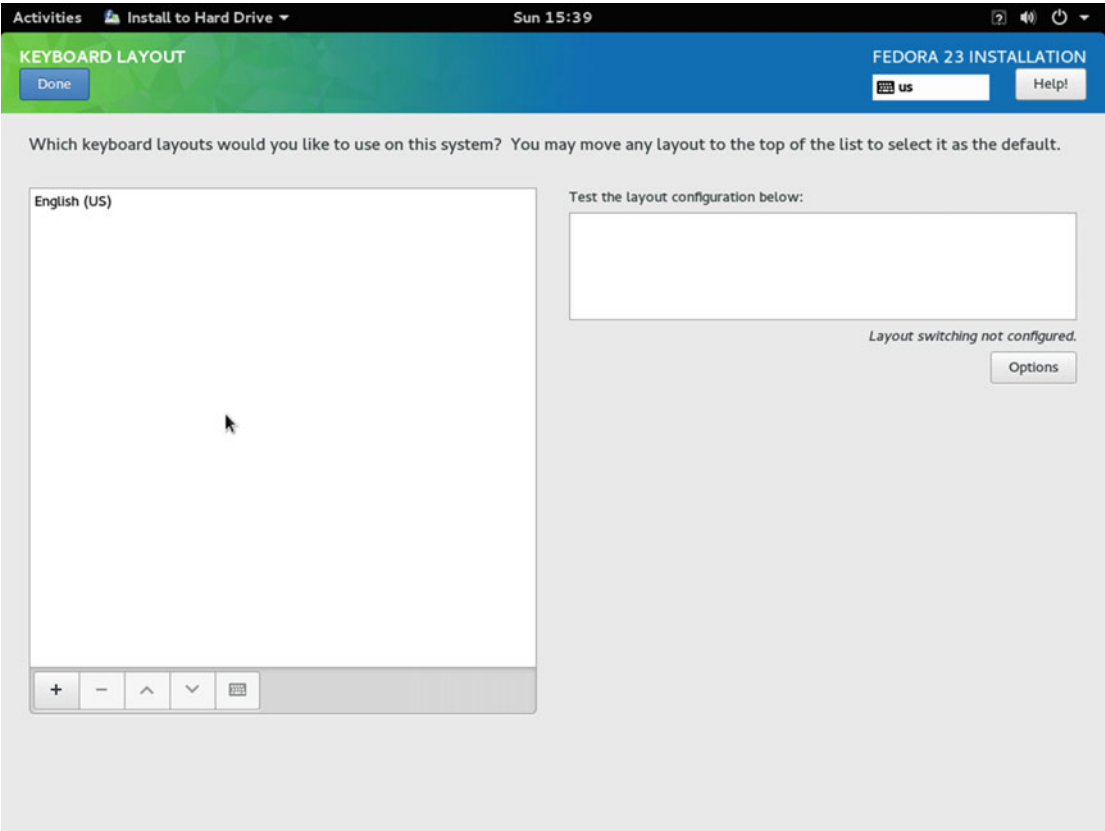 Activities Install to Hard Drive Sun 15:39
KEYBOARD LAYOUT FEDORA 23 INSTALLATION
Done us Help!
Which keyboard layouts would you like to use on this system? You may move any layout to the top of the list to select it as the default.
English (US)
Test the layout configuration below:
Layout switching not configured.
Options